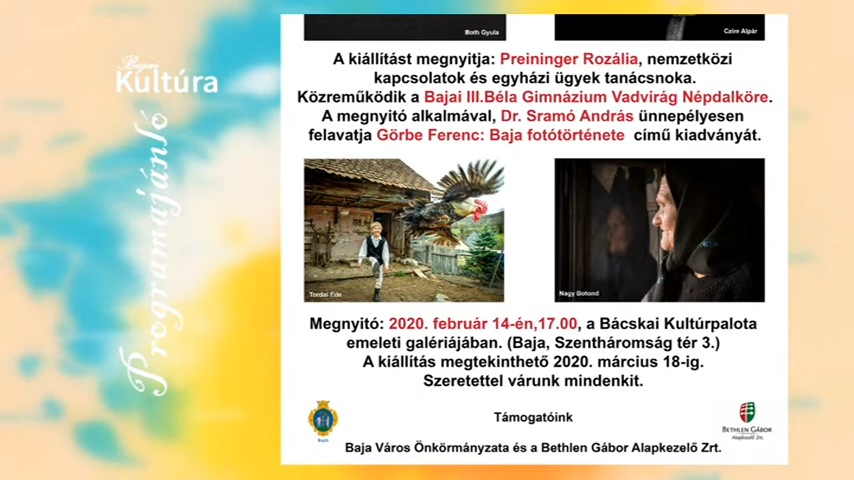 Bajai
Kultúra
Programajánló
Both Gyula
Czire Alpár
A kiállítást megnyitja: Preininger Rozália, nemzetközi
kapcsolatok és egyházi ügyek tanácsnoka.
Közreműködik a Bajai III.Béla Gimnázium Vadvirág Népdalköre.
A megnyitó alkalmával, Dr. Sramó András ünnepélyesen
felavatja Görbe Ferenc: Baja fotótörténete című kiadványát.
Tordai Ede
Nagy Botond
Megnyitó: 2020. február 14-én,17.00, a Bácskai Kultúrpalota
emeleti galériájában. (Baja, Szentháromság tér 3.)
A kiállítás megtekinthető 2020. március 18-ig.
Szeretettel várunk mindenkit.
Támogatóink
BETHLEN GÁBOR
Alapkezelő Zrt.
Baja Város Önkörmányzata és a Bethlen Gábor Alapkezelő Zrt.